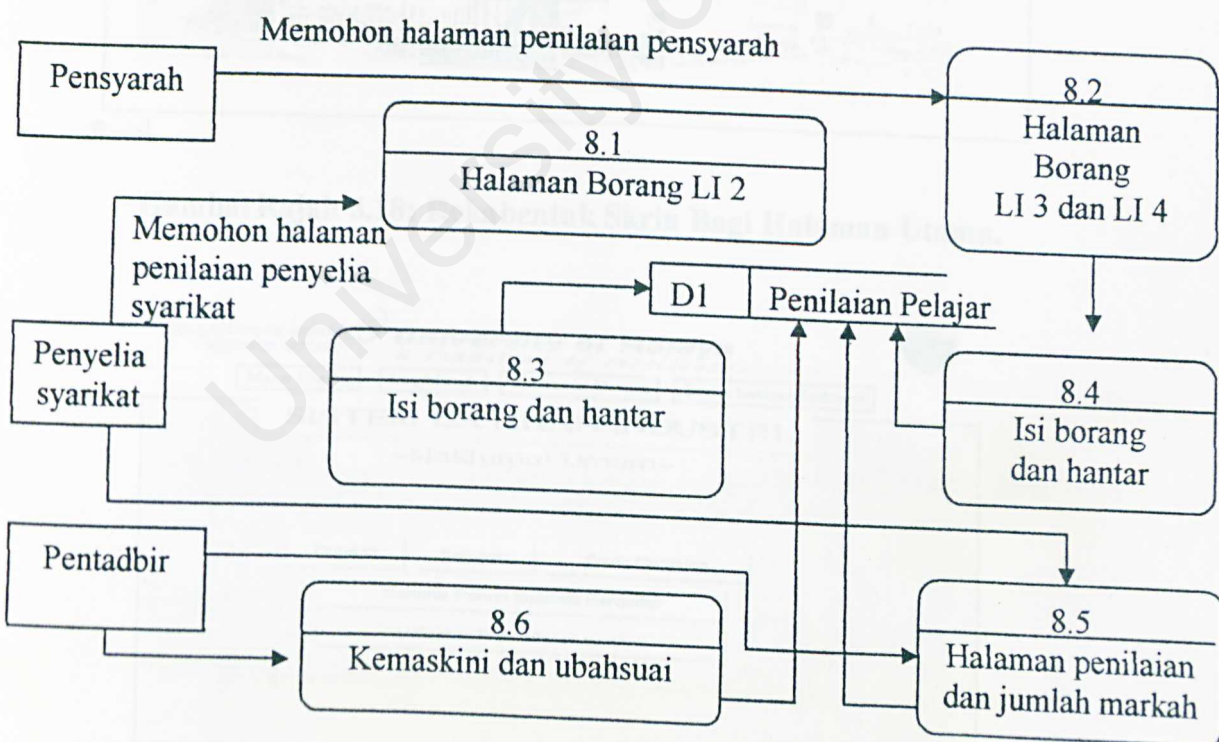 Memohon halaman penilaian pensyarah
Pensyarah
8.2
Halaman
Borang
LI 3 dan LI 4
8.1
Halaman Borang LI 2
Memohon halaman
penilaian penyelia
syarikat
D1
Penilaian Pelajar
Penyelia
syarikat
8.3
Isi borang dan hantar
8.4
Isi borang
dan hantar
Pentadbir
8.6
Kemaskini dan ubahsuai
8.5
Halaman penilaian
dan jumlah markah
University